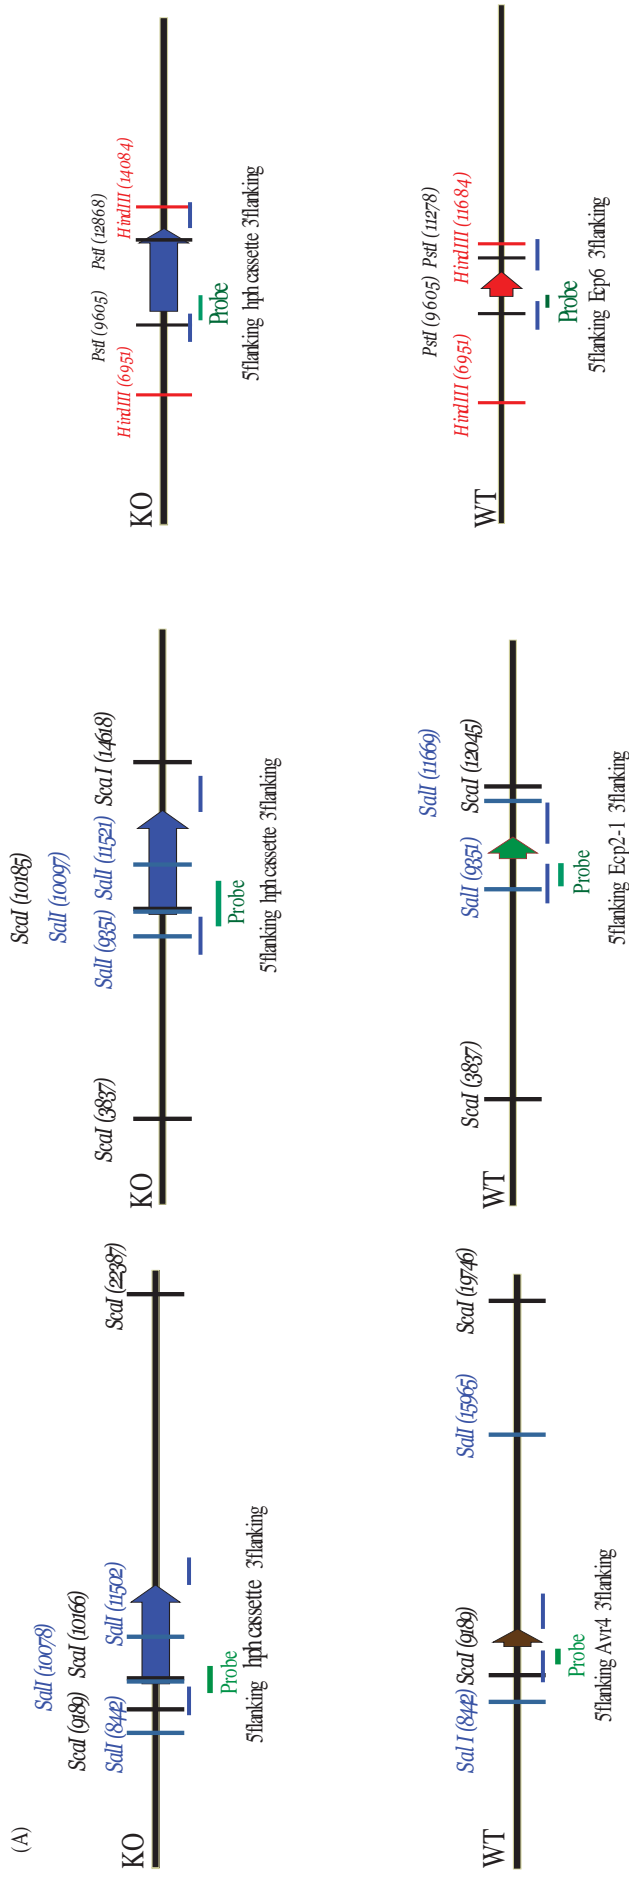 (A)
KO
SalI (10078)
ScaI (9189) ScaI (10166)
SalI (8442) SalI (11502)
ScaI (22387)
Probe
5'flanking hph cassette 3'flanking
WT
Sal I (8442) ScaI (9189)
SalI (15965)
ScaI (19746)
Probe
5'flanking Avr4 3'flanking
KO
ScaI (3837)
ScaI (10185)
SalI (10097)
SalI (9351) SalI (11521) ScaI (14618)
Probe
5'flanking hph cassette 3'flanking
WT
ScaI (3837)
SalI (9351)
SalI (11669)
ScaI (12045)
Probe
5'flanking Ecp2-1 3'flanking
KO
PstI (9605) PstI (12868)
HindIII (6951) HindIII (14084)
Probe
5'flanking hph cassette 3'flanking
WT
PstI (9605) PstI (11278)
HindIII (6951) HindIII (11684)
Probe
5'flanking Ecp6 3'flanking